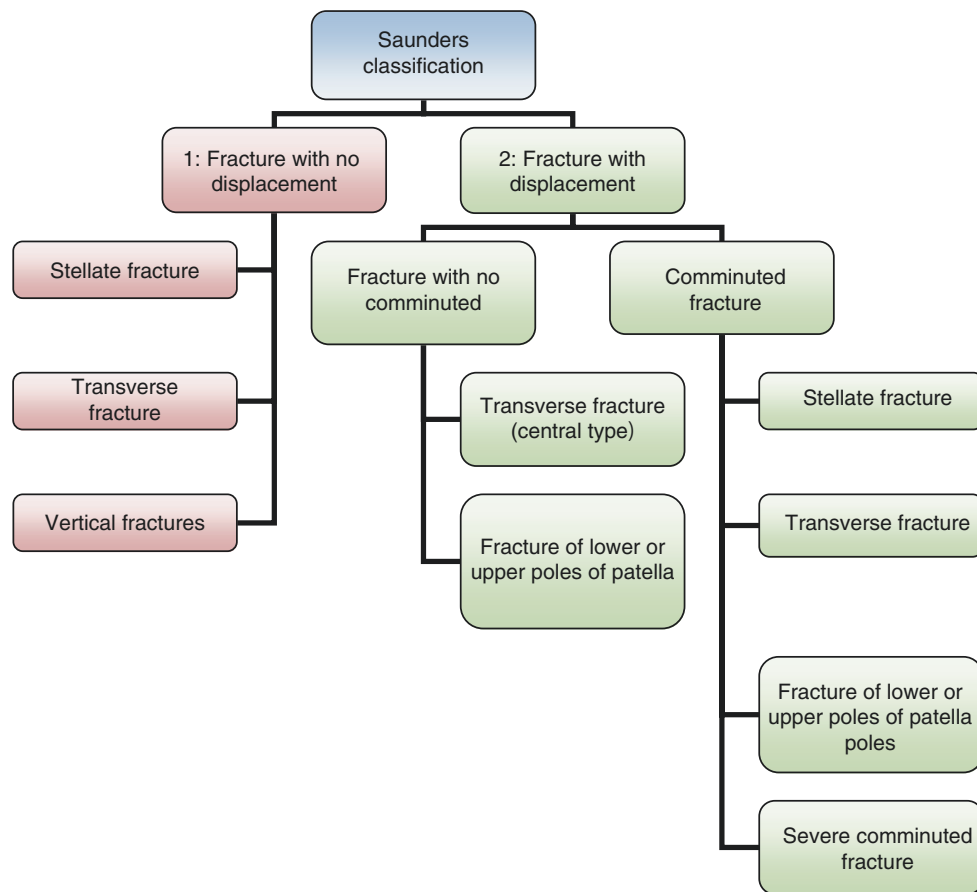 Saunders
classification
1: Fracture with no
displacement
2: Fracture with
displacement
Stellate fracture
Transverse
fracture
Vertical fractures
Fracture with no
comminuted
Comminuted
fracture
Transverse fracture
(central type)
Fracture of lower or
upper poles of patella
Stellate fracture
Transverse fracture
Fracture of lower or
upper poles of patella
poles
Severe comminuted
fracture